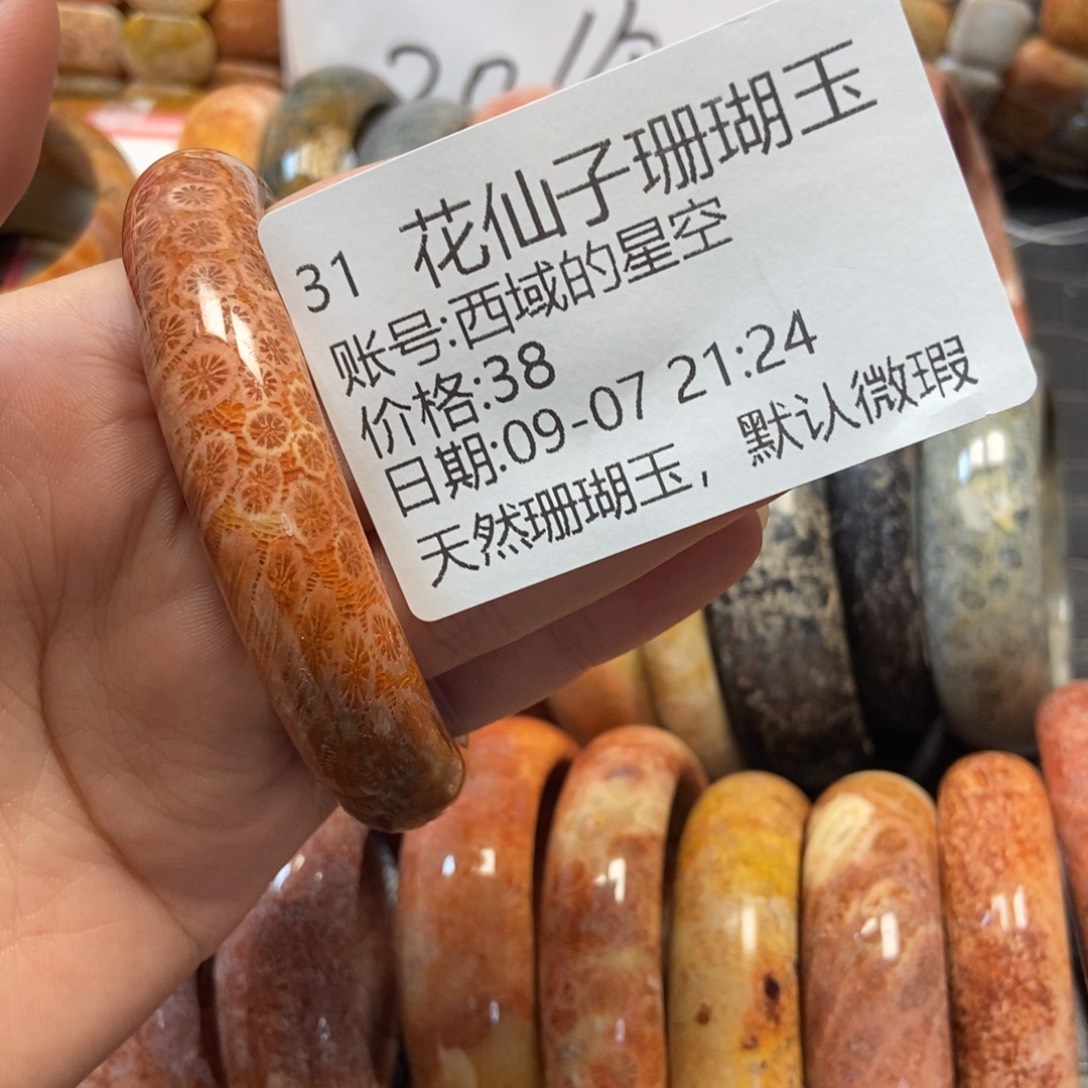 31 花仙子珊瑚玉
账号:西域的星空
价格:38
日期:09-07 21:24
天然珊瑚玉，默认微瑕